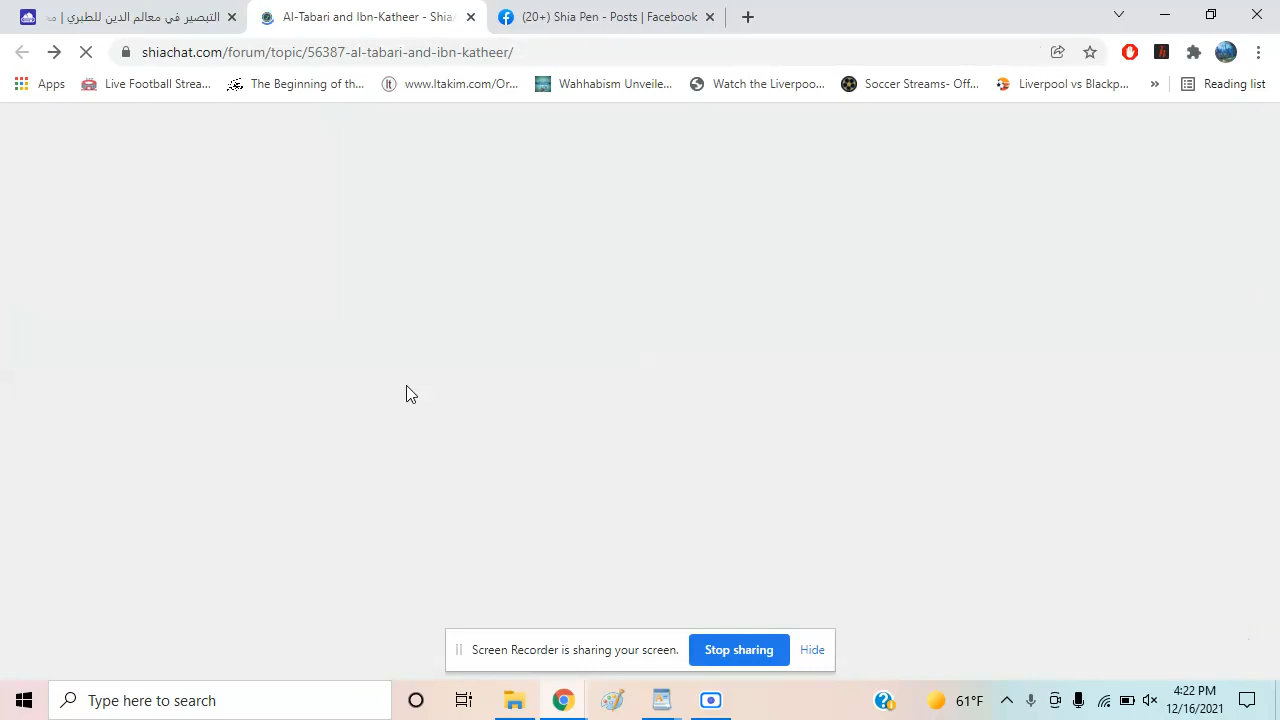 التبصير في معالم الدين للطبري | مع
Al-Tabari and Ibn-Katheer - Shia
(20+) Shia Pen - Posts | Facebook
shiachat.com/forum/topic/56387-al-tabari-and-ibn-katheer/
Apps
Live Football Strea...
The Beginning of th...
www.ltakim.com/Or...
Wahhabism Unveile...
Watch the Liverpoo...
Soccer Streams- Off...
Liverpool vs Blackp...
»
Reading list
Screen Recorder is sharing your screen.
Stop sharing
Hide
Type here to search
61°F
4:22 PM
12/16/2021